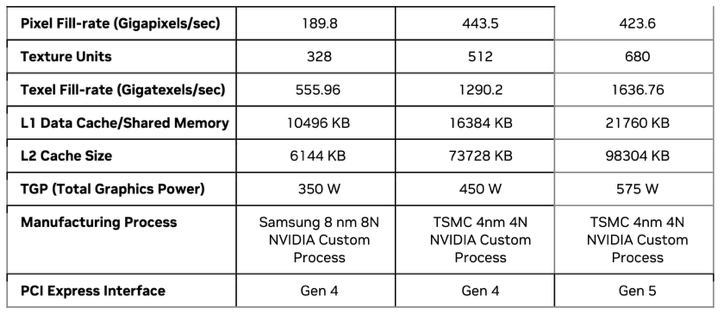 Pixel Fill-rate (Gigapixels/sec) 189.8 443.5 423.6
Texture Units 328 512 680
Texel Fill-rate (Gigatexels/sec) 555.96 1290.2 1636.76
L1 Data Cache/Shared Memory 10496 KB 16384 KB 21760 KB
L2 Cache Size 6144 KB 73728 KB 98304 KB
TGP (Total Graphics Power) 350 W 450 W 575 W
Manufacturing Process Samsung 8 nm 8N TSMC 4nm 4N TSMC 4nm 4N
NVIDIA Custom NVIDIA Custom NVIDIA Custom
Process Process Process
PCI Express Interface Gen 4 Gen 4 Gen 5